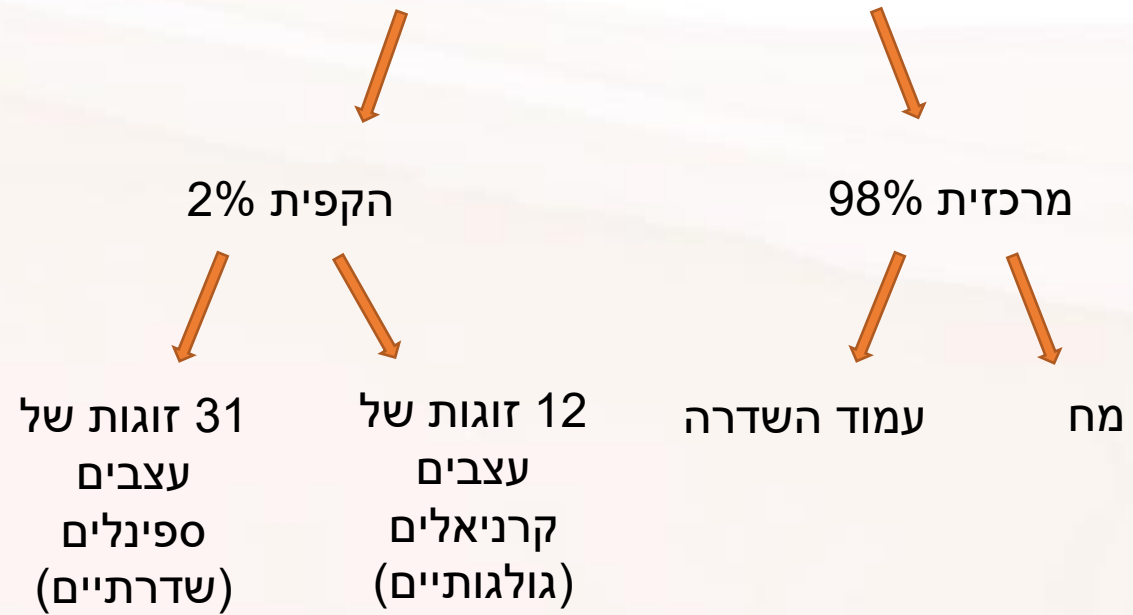 מרכזית 98%
הקפית 2%
מח
עמוד השדרה
12 זוגות של
עצבים
קרניאלים
(גולגותיים)
31 זוגות של
עצבים
ספינלים
(שדרתיים)